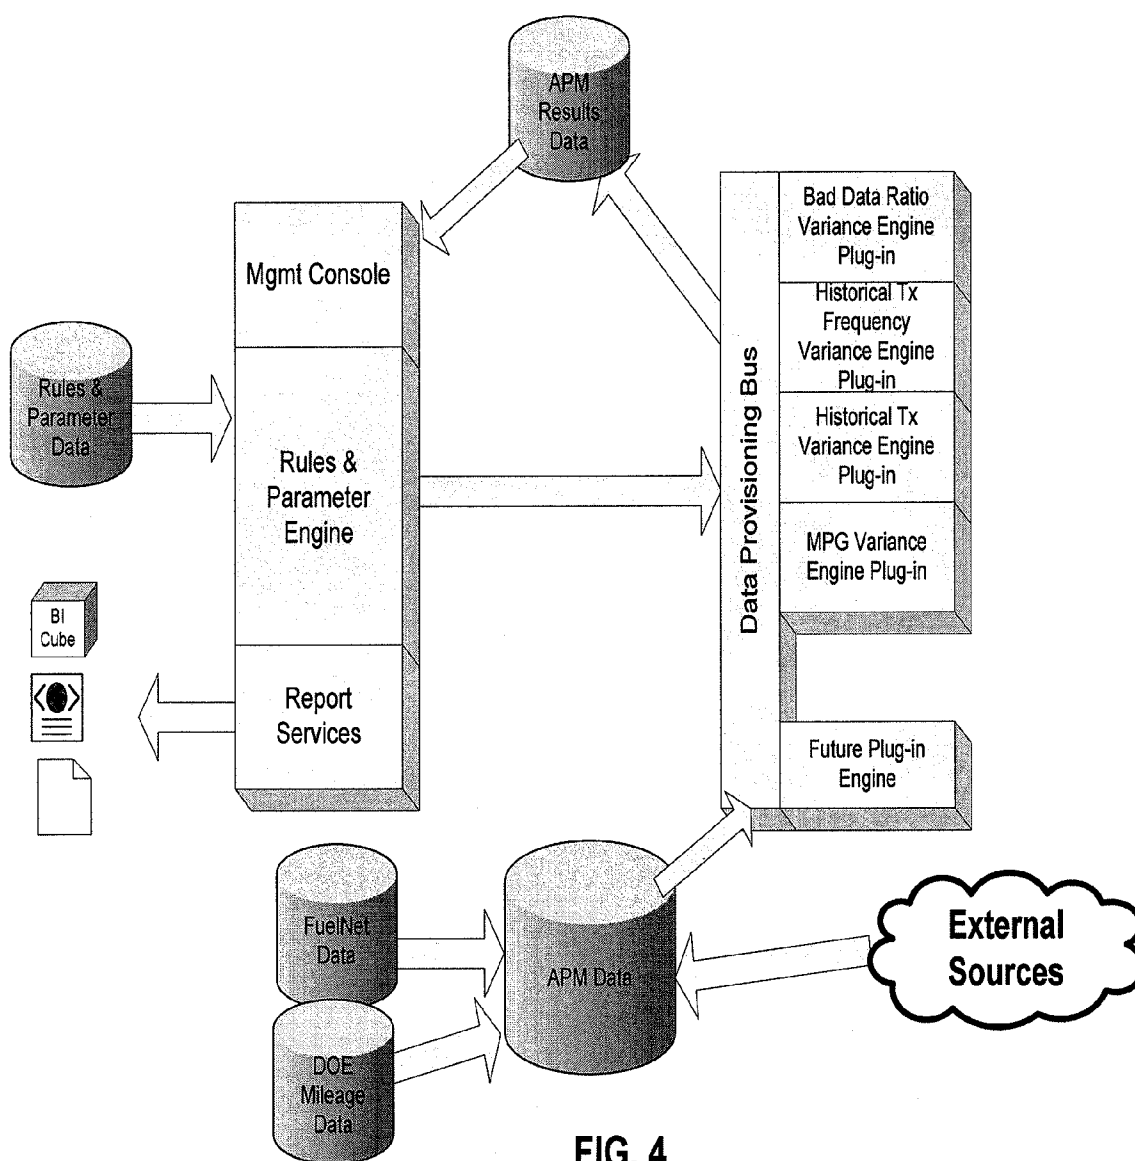 APM
Results
Data
Mgmt Console
Rules &
Parameter
Data
Rules &
Parameter
Engine
BI
Cube
Report
Services
Data Provisioning Bus
Bad Data Ratio
Variance Engine
Plug-in
Historical Tx
Frequency
Variance Engine
Plug-in
Historical Tx
Variance Engine
Plug-in
MPG Variance
Engine Plug-in
Future Plug-in
Engine
FuelNet
Data
DOE
Mileage
Data
APM Data
External
Sources
FIG. 4